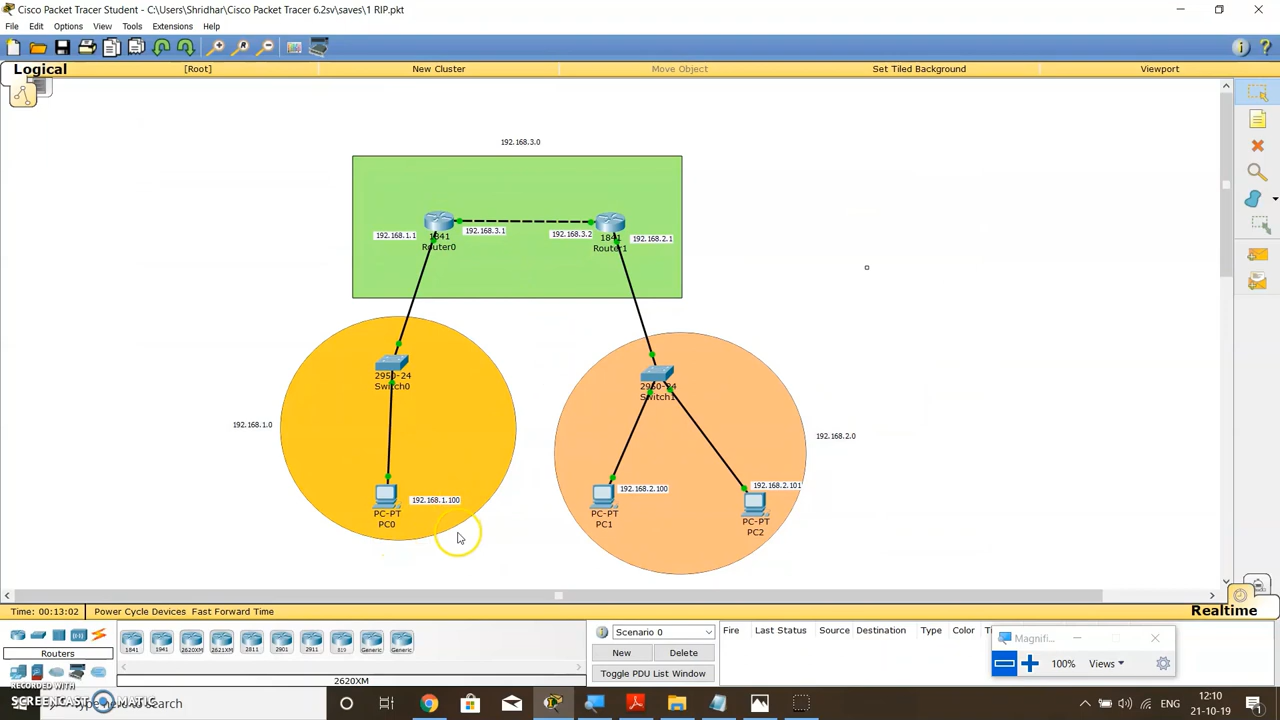 Cisco Packet Tracer Student - C:\Users\Shridhar\Cisco Packet Tracer 6.2sv\saves\1 RIP.pkt
File Edit Options View Tools Extensions Help
Logical [Root] New Cluster Move Object Set Tiled Background Viewport
192.168.3.0
192.168.1.1 192.168.3.1 192.168.3.2 192.168.2.1
1841 1841
Router0 Router1
2950-24 2950-24
Switch0 Switch1
192.168.1.0 192.168.2.0
192.168.1.100 192.168.2.100 192.168.2.101
PC-PT PC-PT PC-PT
PC0 PC1 PC2
Time: 00:13:02 Power Cycle Devices Fast Forward Time Realtime
Routers
1841 1941 2620XM 2621XM 2811 2901 2911 819 Generic Generic
2620XM
Scenario 0
New Delete
Toggle PDU List Window
Fire Last Status Source Destination Type Color
Magnifi...
100% Views
RECORDED WITH
SCREENCAST MATIC
here to search
ENG
12:10
21-10-19